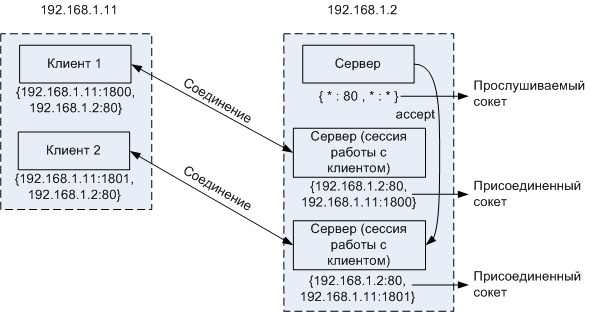 192.168.1.11
192.168.1.2
Клиент 1
{192.168.1.11:1800,
192.168.1.2:80}
Клиент 2
{192.168.1.11:1801,
192.168.1.2:80}
Соединение
Соединение
Сервер
{ * : 80 , * : * }
accept
Сервер (сессия
работы с
клиентом)
{192.168.1.2:80,
192.168.1.11:1800}
Сервер (сессия
работы с
клиентом)
{192.168.1.2:80,
192.168.1.11:1801}
Прослушиваемый
сокет
Присоединенный
сокет
Присоединенный
сокет